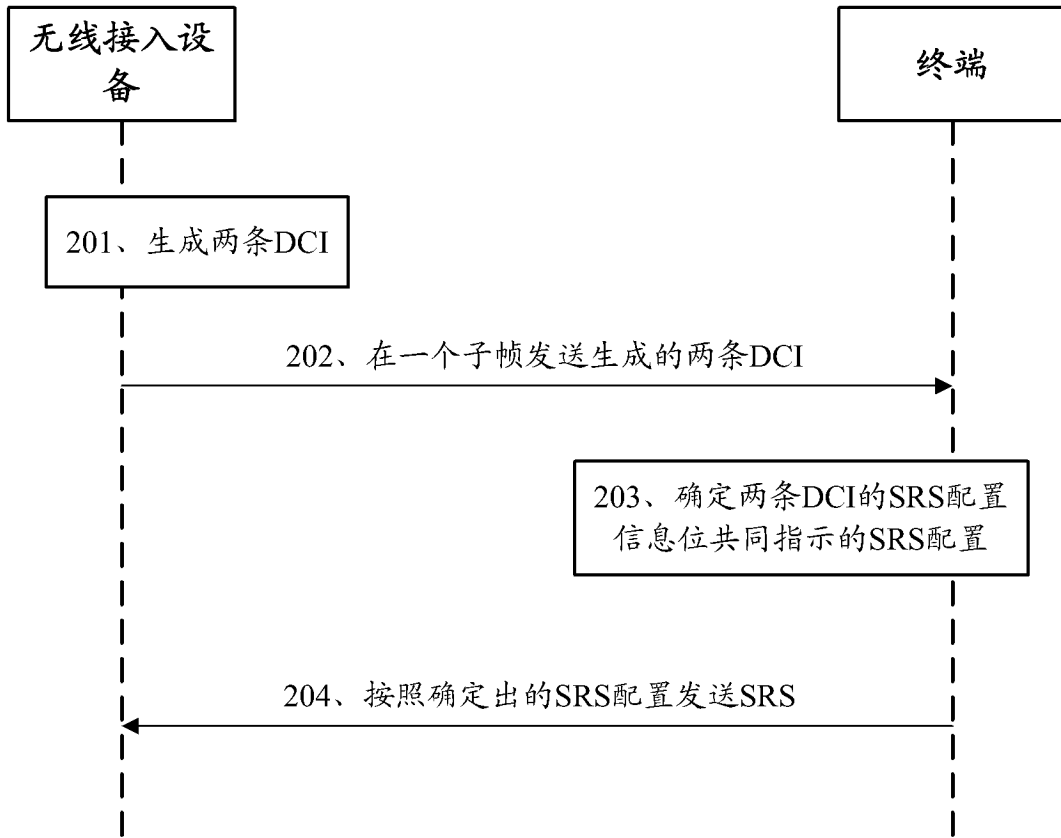 无线接入设
备
终端
201、生成两条DCI
202、在一个子帧发送生成的两条DCI
203、确定两条DCI的SRS配置
信息位共同指示的SRS配置
204、按照确定出的SRS配置发送SRS